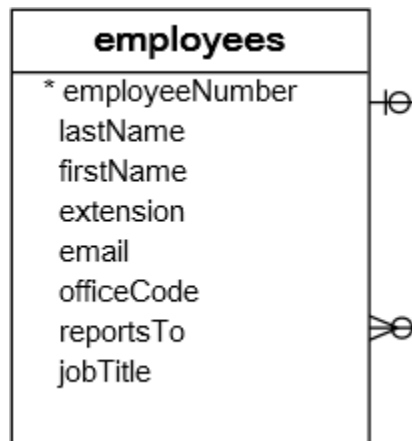 employees
* employeeNumber
lastName
firstName
extension
email
officeCode
reportsTo
jobTitle